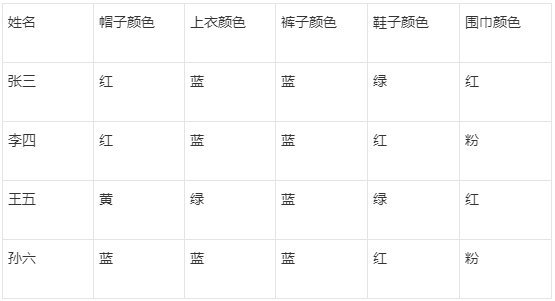 姓名 帽子颜色 上衣颜色 裤子颜色 鞋子颜色 围巾颜色
张三 红 蓝 蓝 绿 红
李四 红 蓝 蓝 红 粉
王五 黄 绿 蓝 绿 红
孙六 蓝 蓝 蓝 红 粉